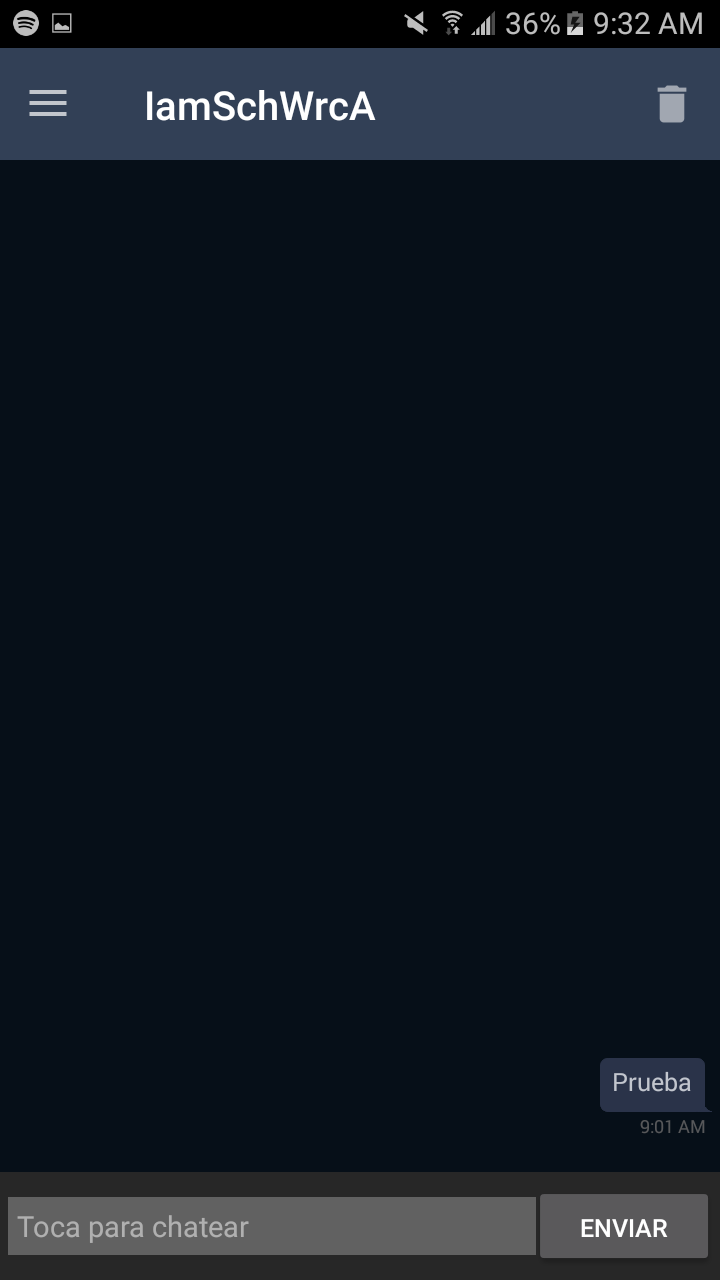 36% 9:32 AM
IamSchWrcA
Prueba
9:01 AM
Toca para chatear
ENVIAR